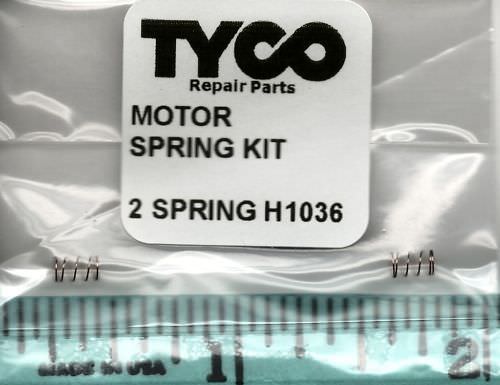 TYCO
Repair Parts
MOTOR
SPRING KIT
2 SPRING H1036
MADE IN USA
1
2